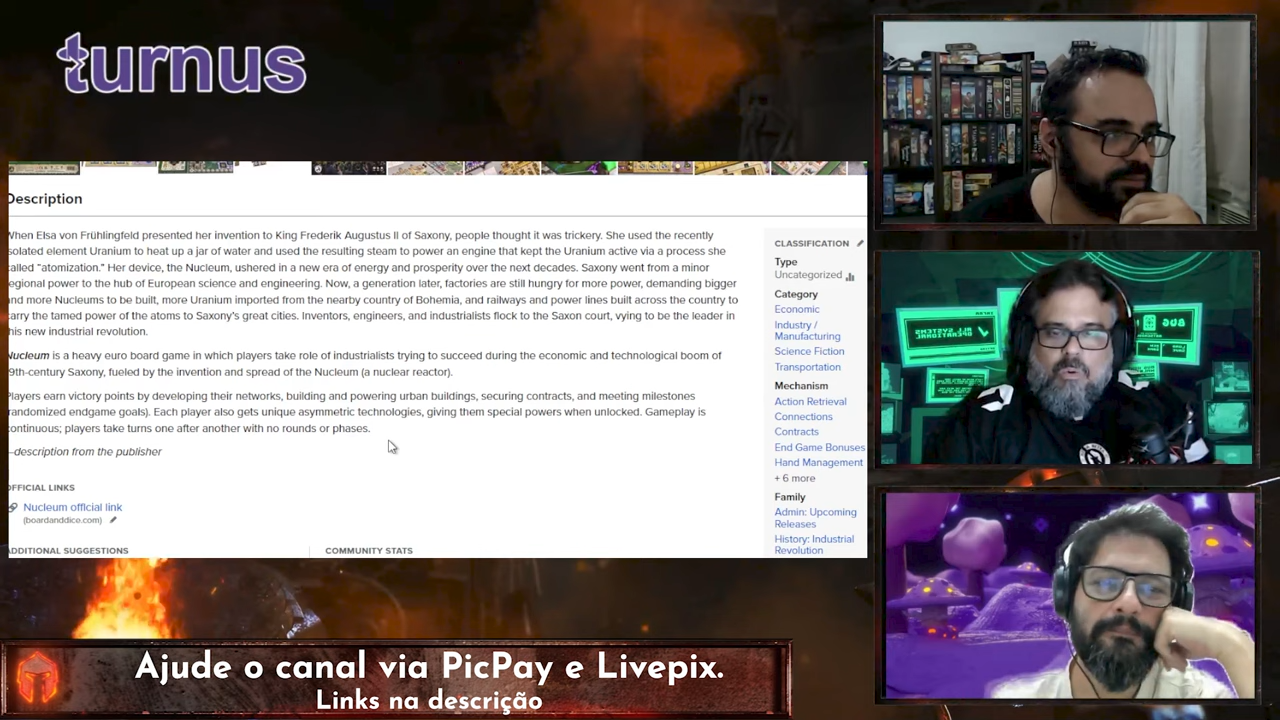 turnus
Description
When Elsa von Frühlingfeld presented her invention to King Frederik Augustus II of Saxony, people thought it was trickery. She used the recently
isolated element Uranium to heat up a jar of water and used the resulting steam to power an engine that kept the Uranium active via a process she
called "atomization." Her device, the Nucleum, ushered in a new era of energy and prosperity over the next decades. Saxony went from a minor
regional power to the hub of European science and engineering. Now, a generation later, factories are still hungry for more power, demanding bigger
and more Nucleums to be built, more Uranium imported from the nearby country of Bohemia, and railways and power lines built across the country to
carry the tamed power of the atoms to Saxony's great cities. Inventors, engineers, and industrialists flock to the Saxon court, vying to be the leader in
this new industrial revolution.
Nucleum is a heavy euro board game in which players take role of industrialists trying to succeed during the economic and technological boom of
19th-century Saxony, fueled by the invention and spread of the Nucleum (a nuclear reactor).
Players earn victory points by developing their networks, building and powering urban buildings, securing contracts, and meeting milestones
(randomized endgame goals). Each player also gets unique asymmetric technologies, giving them special powers when unlocked. Gameplay is
continuous; players take turns one after another with no rounds or phases.
—description from the publisher
OFFICIAL LINKS
Nucleum official link
(boardanddice.com)
ADDITIONAL SUGGESTIONS
COMMUNITY STATS
CLASSIFICATION
Type
Uncategorized
Category
Economic
Industry /
Manufacturing
Science Fiction
Transportation
Mechanism
Action Retrieval
Connections
Contracts
End Game Bonuses
Hand Management
+ 6 more
Family
Admin: Upcoming
Releases
History: Industrial
Revolution
ALL SYSTEMS
OPERATIONAL
Ajude o canal via PicPay e Livepix.
Links na descrição